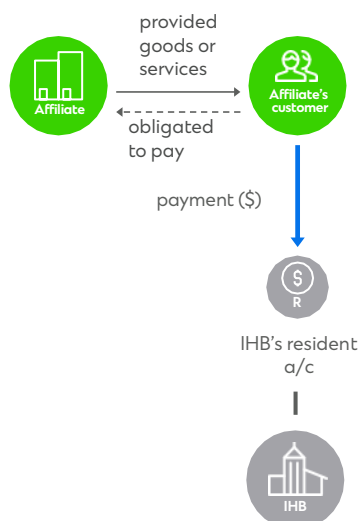 provided
goods or
services
Affiliate
Affiliate's
customer
obligated
to pay
payment ($)
$
R
IHB's resident
a/c
IHB